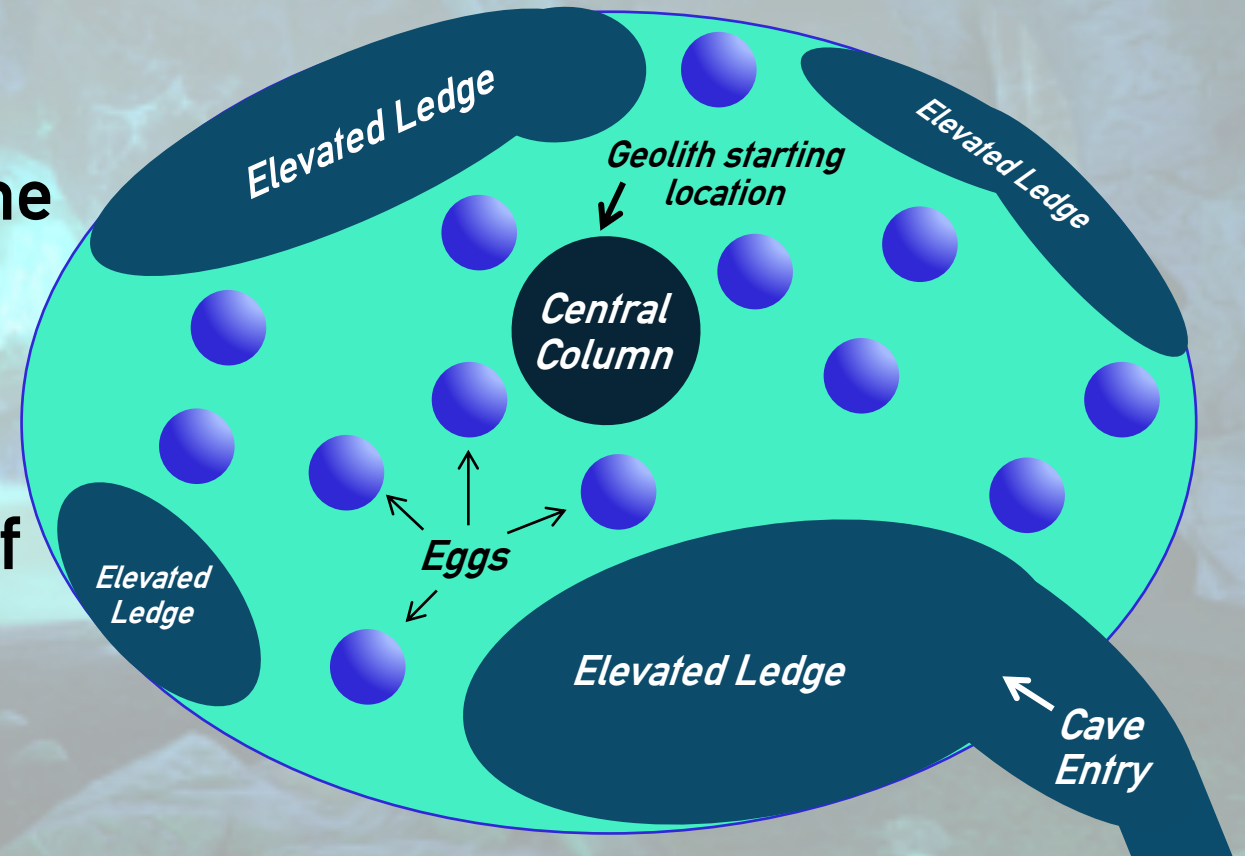 Elevated Ledge
Elevated Ledge
Geolith starting
location
ne
Central
Column
f
Eggs
Elevated
Ledge
Elevated Ledge
Cave
Entry